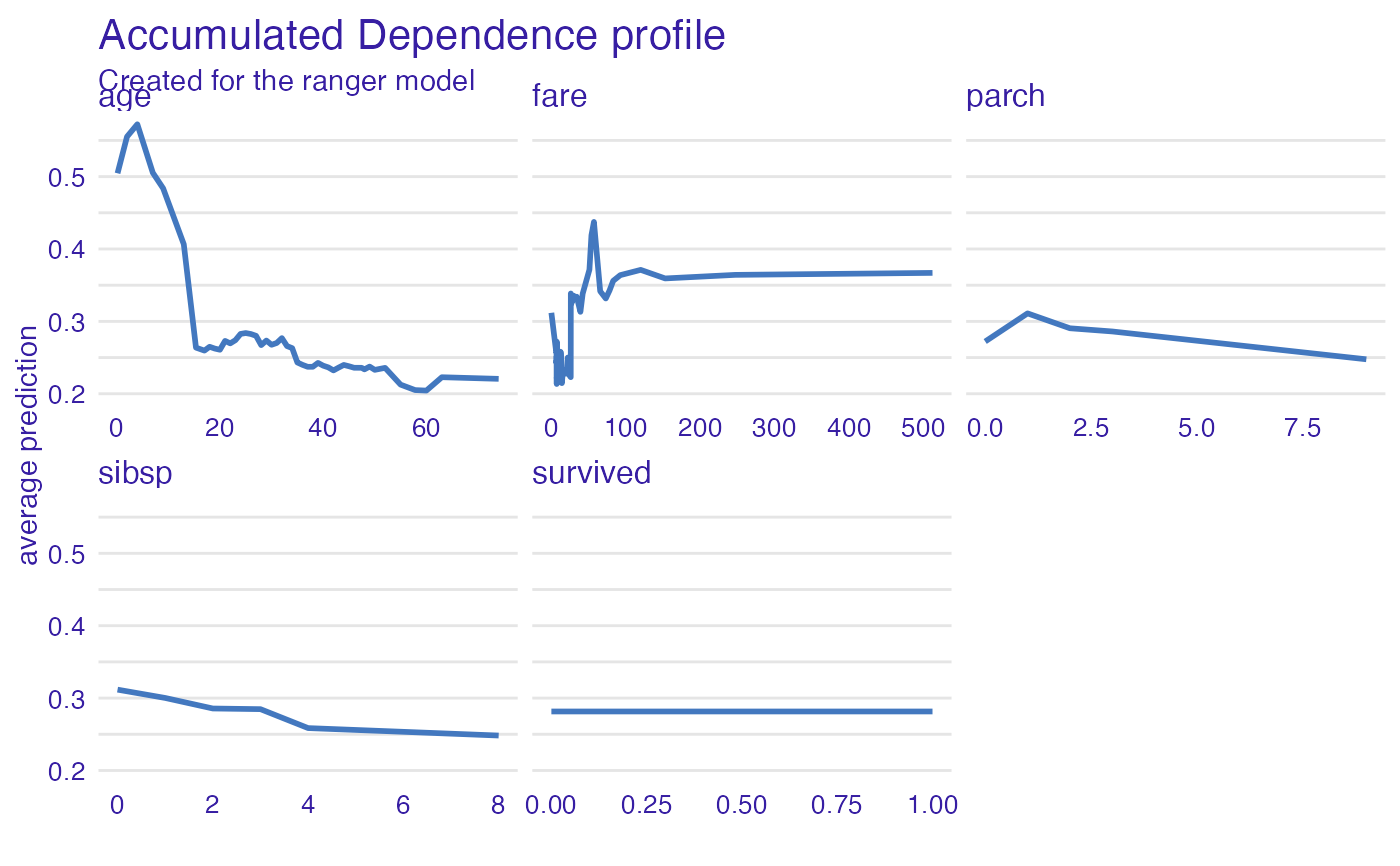 Accumulated Dependence profile
Created for the ranger model
age fare parch
0.5
0.4
0.3
0.2
0 20 40 60 0 100 200 300 400 500 0.0 2.5 5.0 7.5
average prediction
sibsp survived
0.5
0.4
0.3
0.2
0 2 4 6 8 0.00 0.25 0.50 0.75 1.00